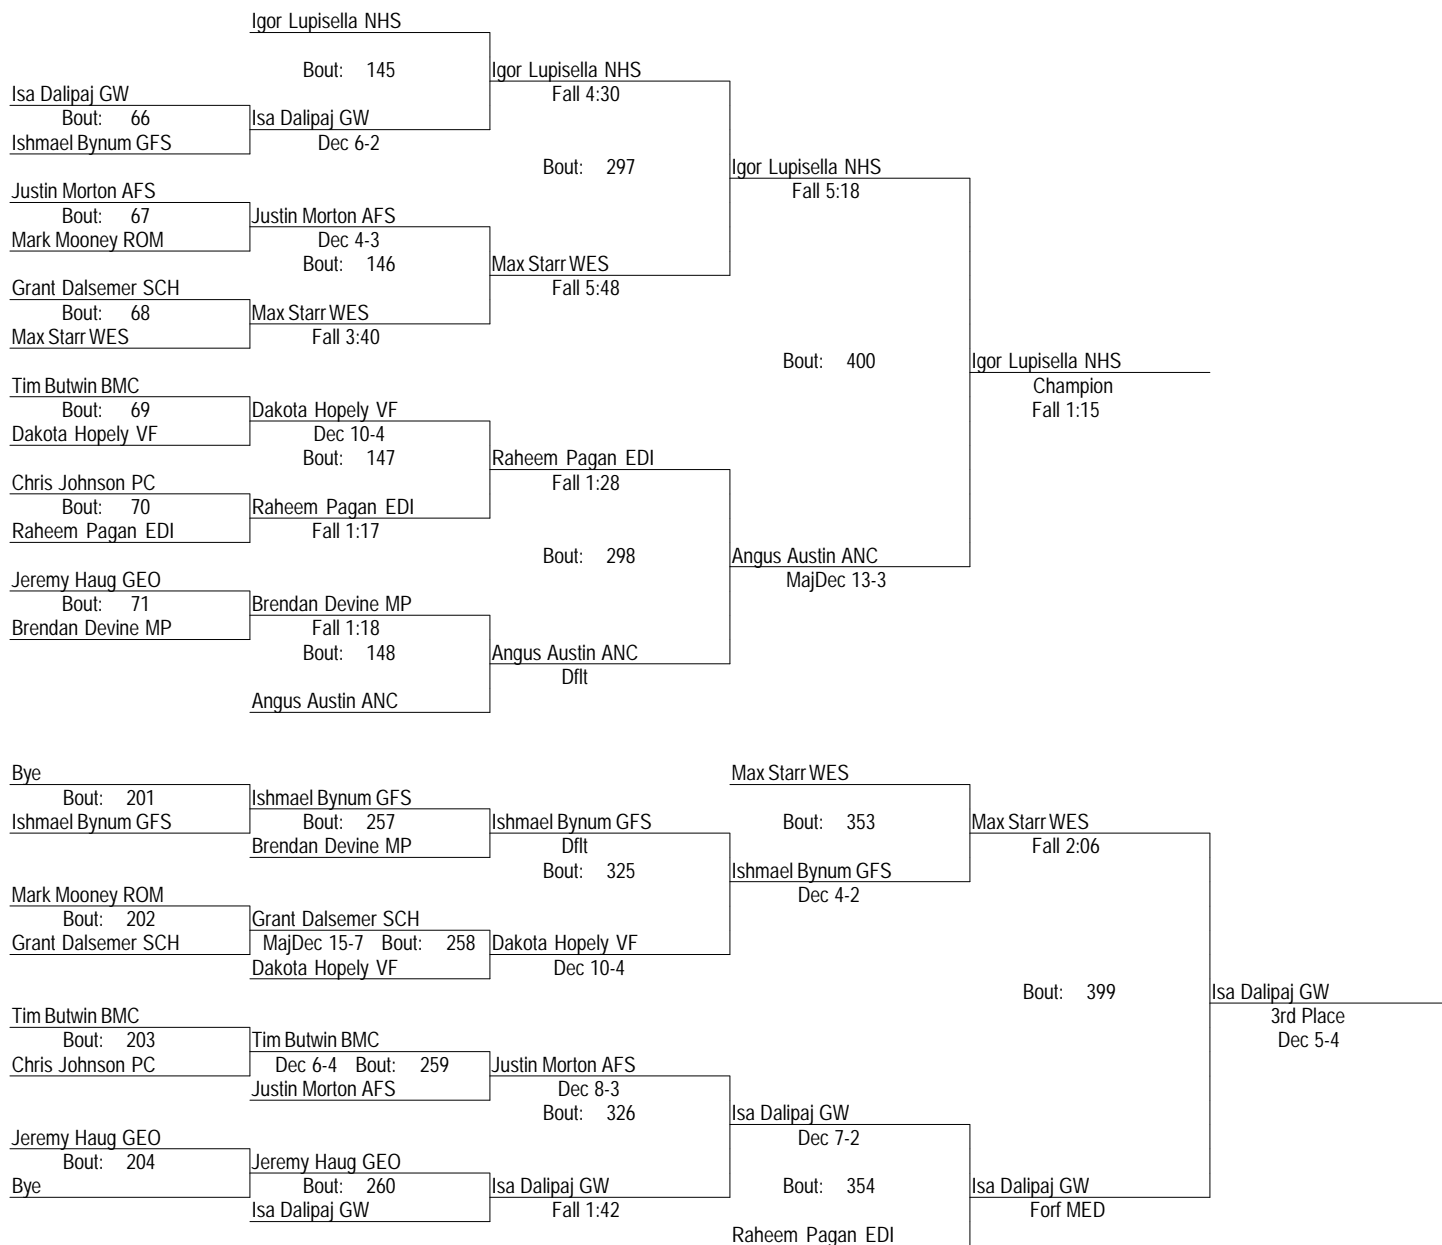 Igor Lupisella NHS
Bout: 145 Igor Lupisella NHS
Isa Dalipaj GW Fall 4:30
Bout: 66 Isa Dalipaj GW
Ishmael Bynum GFS Dec 6-2
Bout: 297 Igor Lupisella NHS
Justin Morton AFS Fall 5:18
Bout: 67 Justin Morton AFS
Mark Mooney ROM Dec 4-3
Bout: 146 Max Starr WES
Grant Dalsemer SCH Fall 5:48
Bout: 68 Max Starr WES
Max Starr WES Fall 3:40
Bout: 400 Igor Lupisella NHS
Tim Butwin BMC Champion
Bout: 69 Dakota Hopely VF Fall 1:15
Dakota Hopely VF Dec 10-4
Bout: 147 Raheem Pagan EDI
Chris Johnson PC Fall 1:28
Bout: 70 Raheem Pagan EDI
Raheem Pagan EDI Fall 1:17
Bout: 298 Angus Austin ANC
Jeremy Haug GEO MajDec 13-3
Bout: 71 Brendan Devine MP
Brendan Devine MP Fall 1:18
Bout: 148 Angus Austin ANC
Dflt
Angus Austin ANC
Bye Max Starr WES
Bout: 201 Ishmael Bynum GFS
Ishmael Bynum GFS Bout: 257 Ishmael Bynum GFS Bout: 353 Max Starr WES
Brendan Devine MP Dflt Fall 2:06
Bout: 325 Ishmael Bynum GFS
Mark Mooney ROM Dec 4-2
Bout: 202 Grant Dalsemer SCH
Grant Dalsemer SCH MajDec 15-7 Bout: 258 Dakota Hopely VF
Dakota Hopely VF Dec 10-4
Bout: 399 Isa Dalipaj GW
Tim Butwin BMC 3rd Place
Bout: 203 Tim Butwin BMC Dec 5-4
Chris Johnson PC Dec 6-4 Bout: 259 Justin Morton AFS
Justin Morton AFS Dec 8-3
Bout: 326 Isa Dalipaj GW
Jeremy Haug GEO Dec 7-2
Bout: 204 Jeremy Haug GEO
Bye Bout: 260 Isa Dalipaj GW Bout: 354 Isa Dalipaj GW
Isa Dalipaj GW Fall 1:42 Forf MED
Raheem Pagan EDI